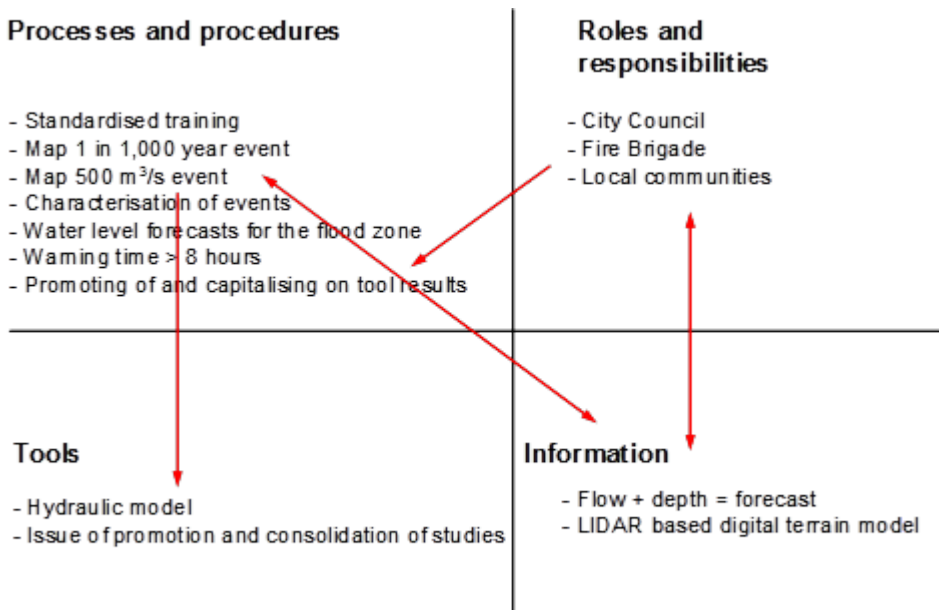 Processes and procedures
- Standardised training
- Map 1 in 1,000 year event
- Map 500 m³/s event
- Characterisation of events
- Water level forecasts for the flood zone
- Warning time > 8 hours
- Promoting of and capitalising on tool results
Roles and
responsibilities
- City Council
- Fire Brigade
- Local communities
Tools
- Hydraulic model
- Issue of promotion and consolidation of studies
Information
- Flow + depth = forecast
- LIDAR based digital terrain model